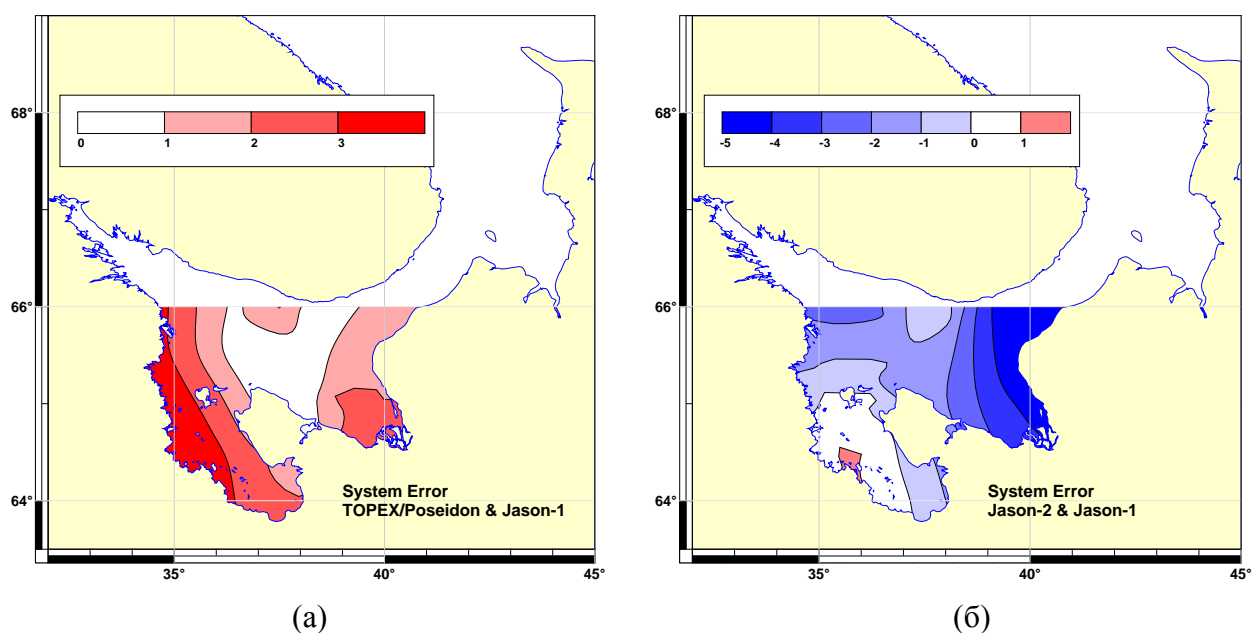 68°
66°
64°
0 1 2 3
System Error
TOPEX/Poseidon & Jason-1
35° 40° 45°
(а)
68°
66°
64°
-5 -4 -3 -2 -1 0 1
System Error
Jason-2 & Jason-1
35° 40° 45°
(б)